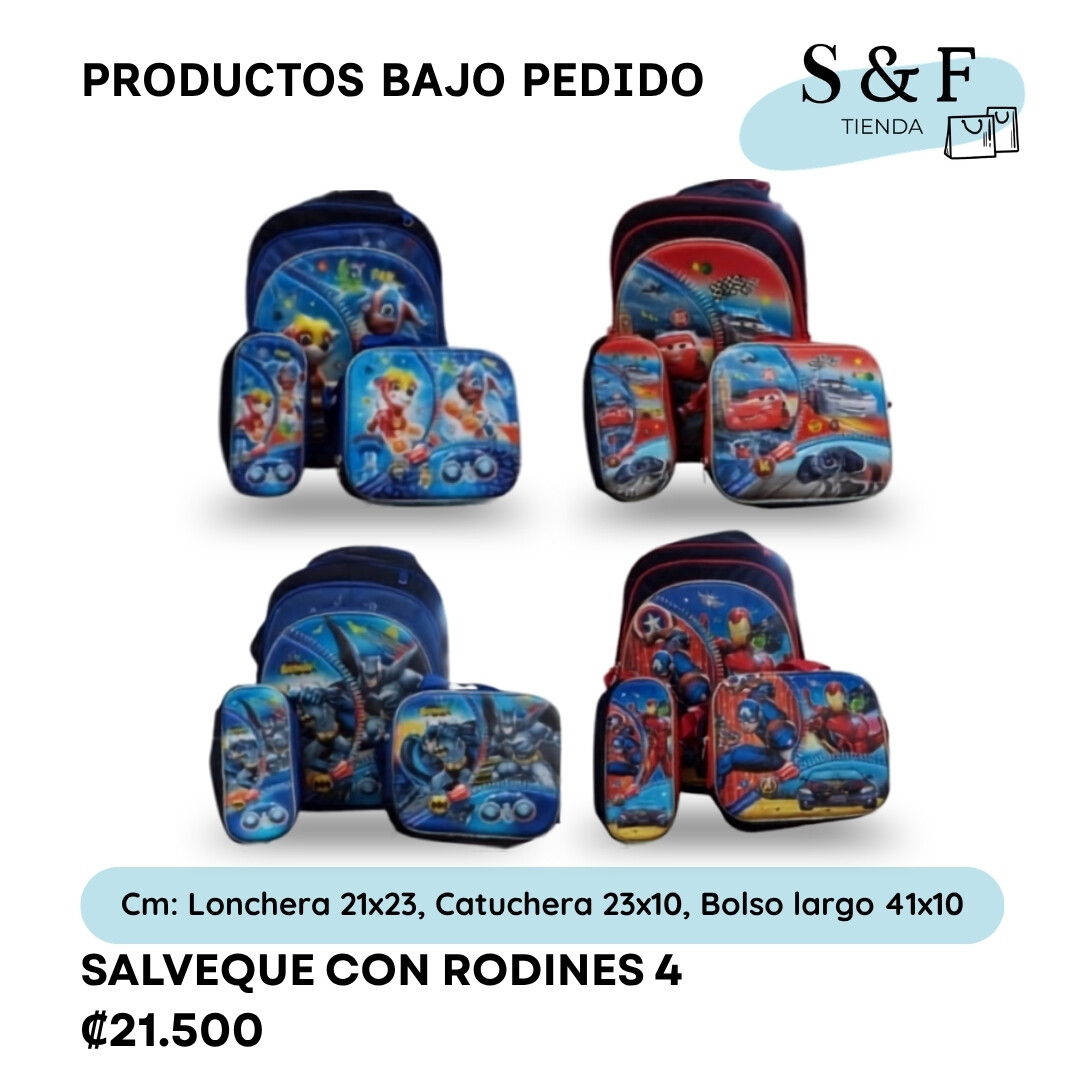 PRODUCTOS BAJO PEDIDO
S & F
TIENDA
Cm: Lonchera 21x23, Catuchera 23x10, Bolso largo 41x10
SALVEQUE CON RODINES 4
₡21.500